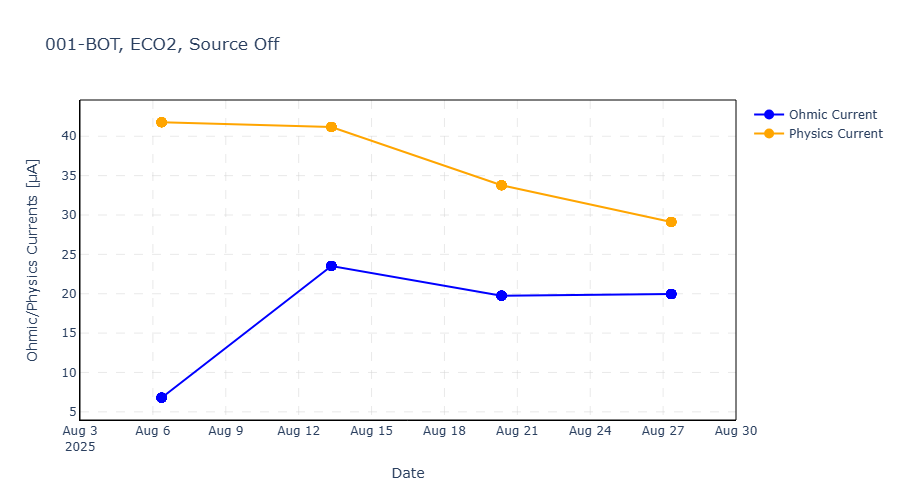 001-BOT, ECO2, Source Off
Ohmic Current
Physics Current
Ohmic/Physics Currents [μA]
40
35
30
25
20
15
10
5
Aug 3
2025
Aug 6
Aug 9
Aug 12
Aug 15
Aug 18
Aug 21
Aug 24
Aug 27
Aug 30
Date